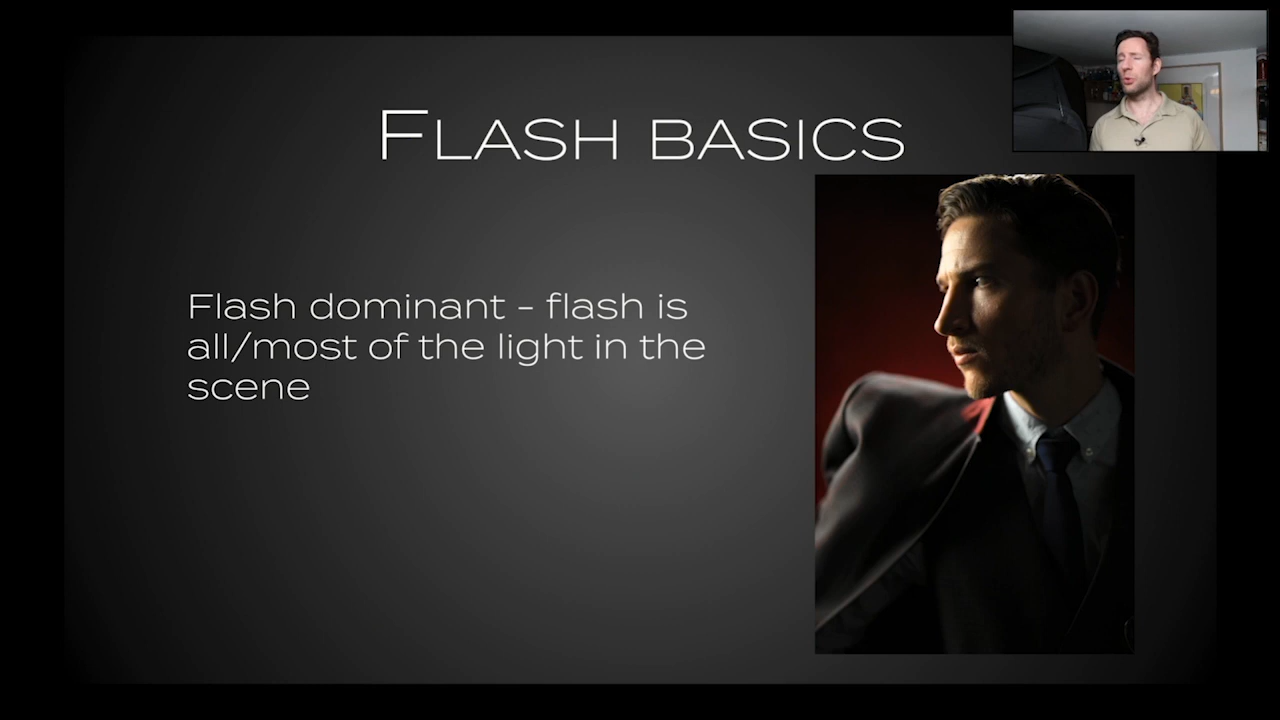 Flash basics
Flash dominant - flash is
all/most of the light in the
scene